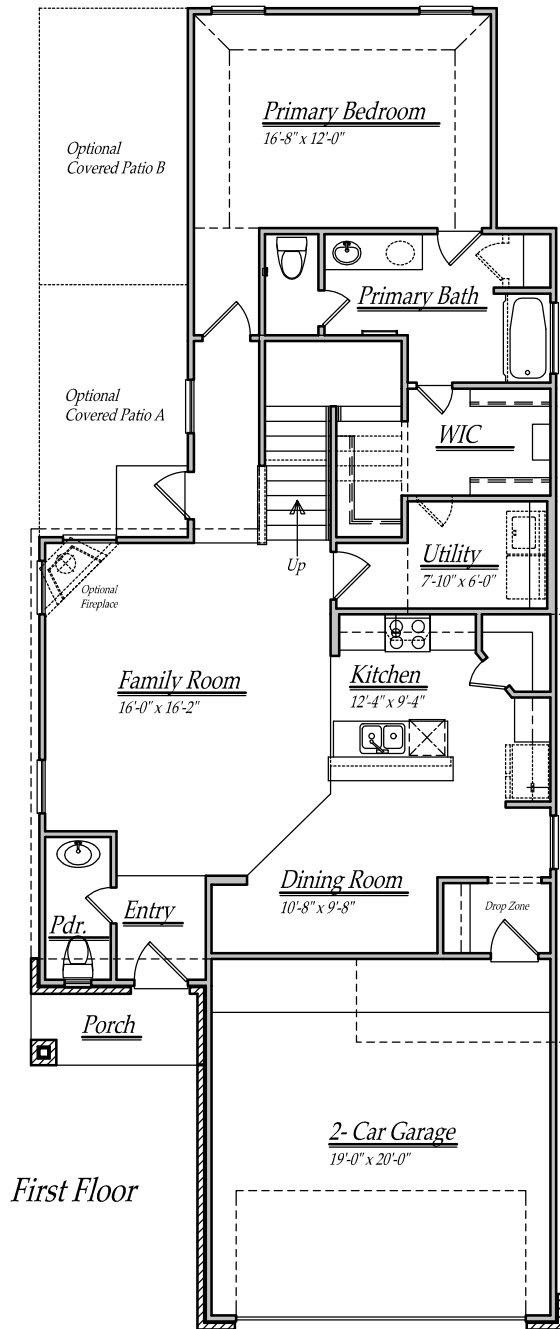 Primary Bedroom
16'-8" x 12'-0"
Optional
Covered Patio B
Primary Bath
Optional
Covered Patio A
WIC
Up
Utility
7'-10" x 6'-0"
Optional
Fireplace
Family Room
16'-0" x 16'-2"
Kitchen
12'-4" x 9'-4"
Dining Room
10'-8" x 9'-8"
Drop Zone
Pdr.
Entry
Porch
2- Car Garage
19'-0" x 20'-0"
First Floor